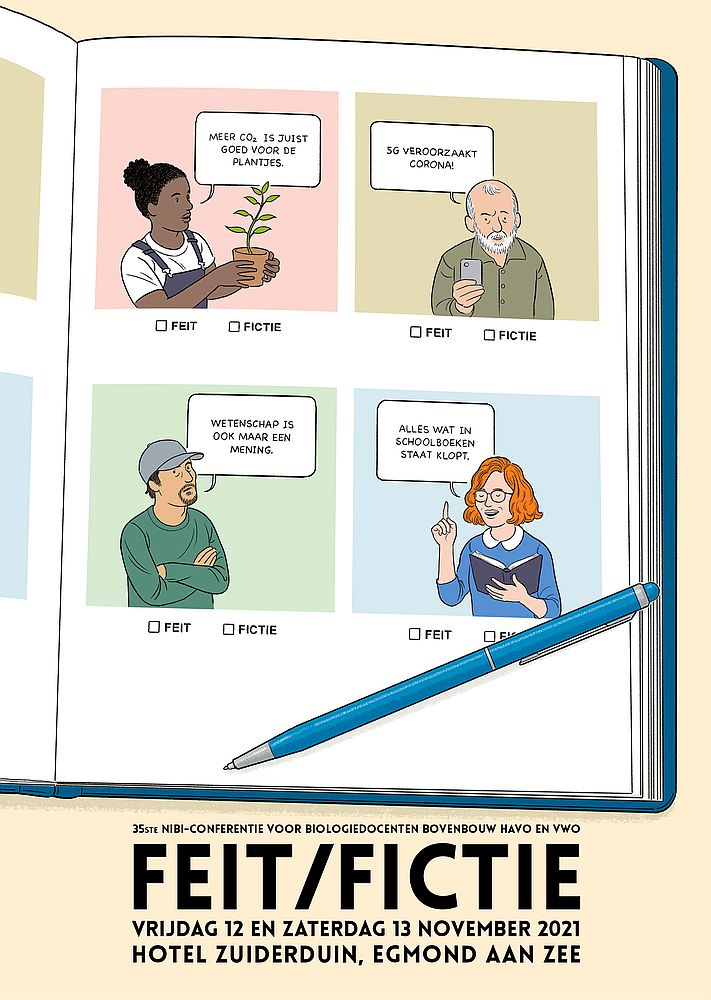 MEER CO₂ IS JUIST
GOED VOOR DE
PLANTJES.
5G VEROORZAAKT
CORONA!
FEIT FICTIE
FEIT FICTIE
WETENSCHAP IS
OOK MAAR EEN
MENING.
ALLES WAT IN
SCHOOLBOEKEN
STAAT KLOPT.
FEIT FICTIE
FEIT
35STE NIBI-CONFERENTIE VOOR BIOLOGIEDOCENTEN BOVENBOUW HAVO EN VWO
FEIT/FICTIE
VRIJDAG 12 EN ZATERDAG 13 NOVEMBER 2021
HOTEL ZUIDERDUIN, EGMOND AAN ZEE